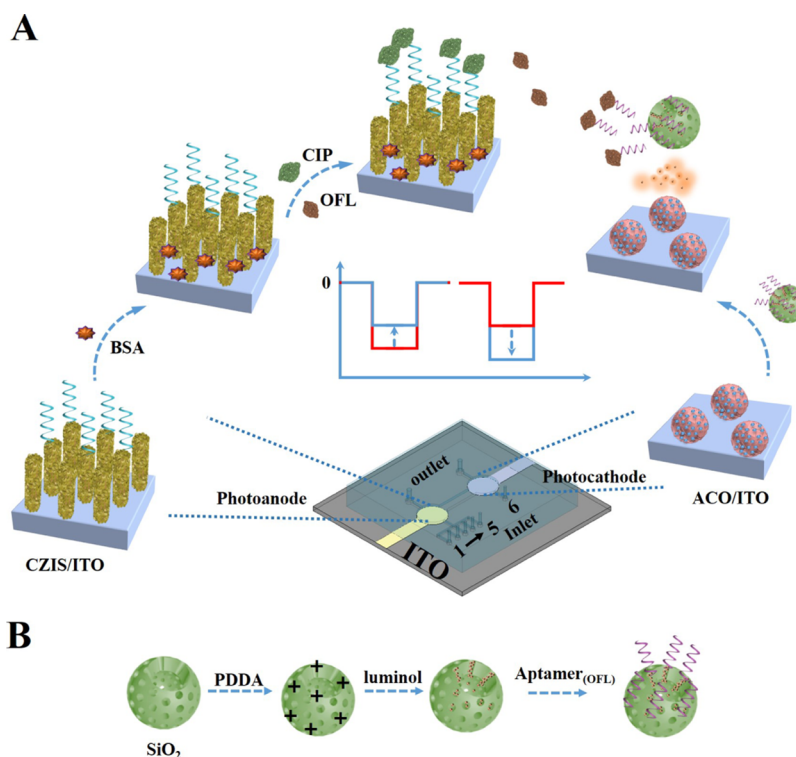 A
CIP
OFL
0
BSA
outlet
Photoanode
Photocathode
6
Inlet
1 → 5
ITO
CZIS/ITO
ACO/ITO
B
PDDA
luminol
Aptamer(OFL)
SiO₂